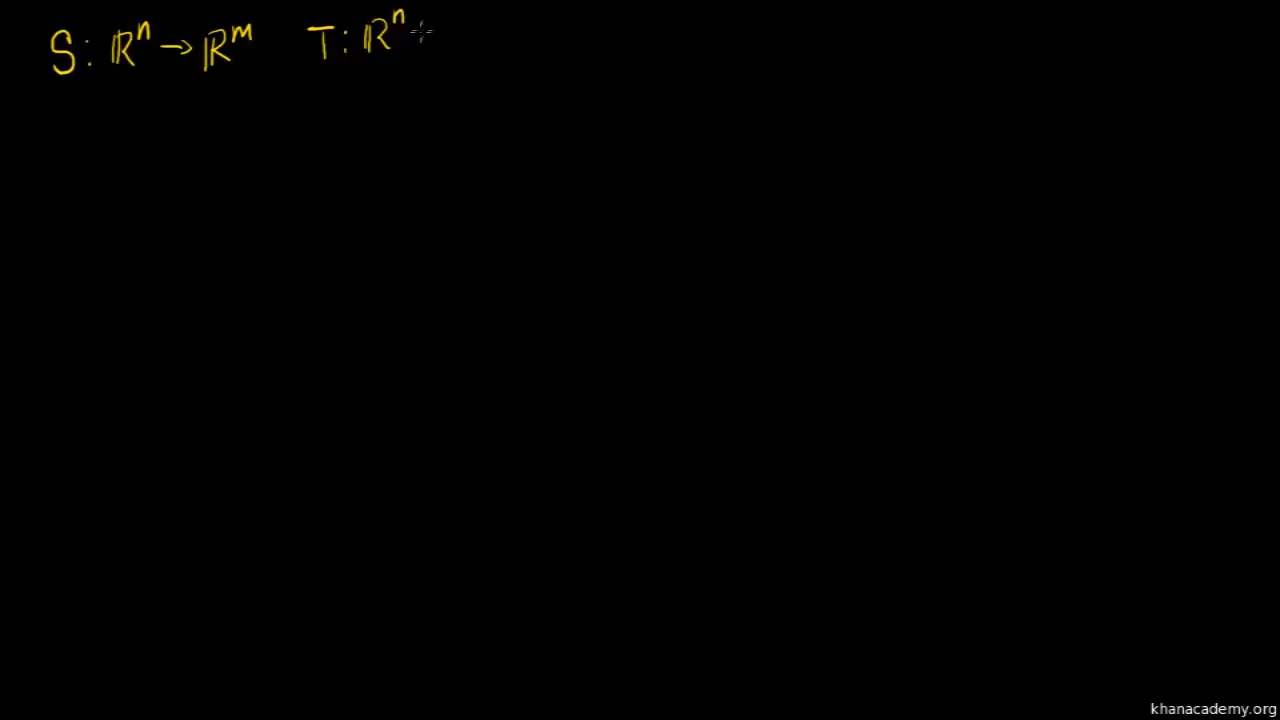 S: ℝⁿ → ℝᵐ T: ℝⁿ
khanacademy.org